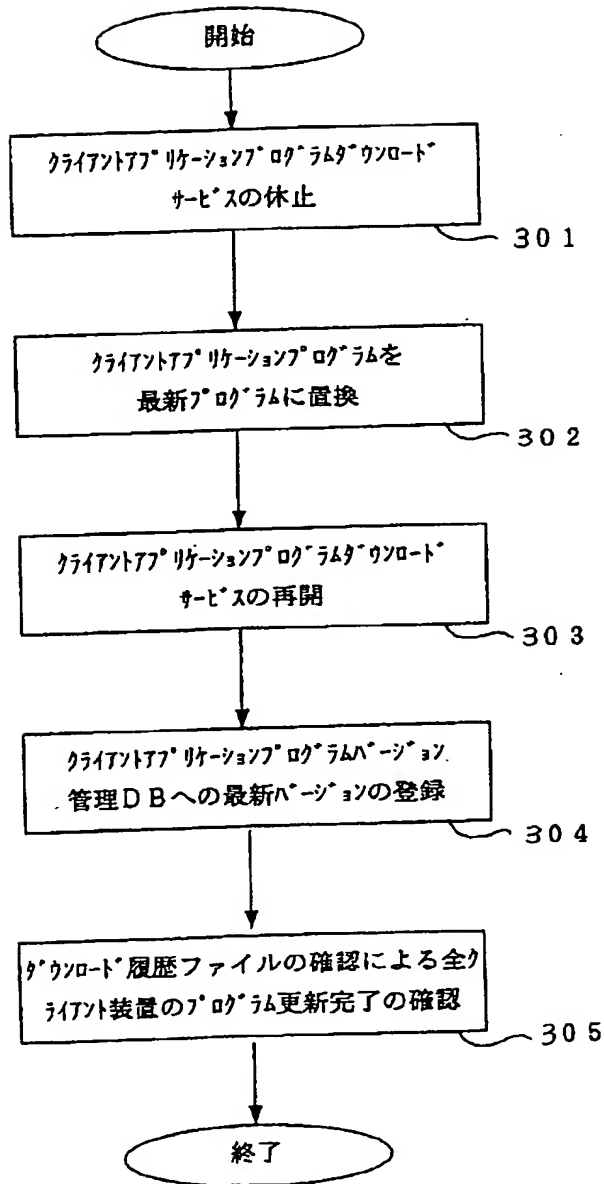 開始
クライアントアプリケーションプログラムダウンロード
サービスの休止
301
クライアントアプリケーションプログラムを
最新プログラムに置換
302
クライアントアプリケーションプログラムダウンロード
サービスの再開
303
クライアントアプリケーションプログラムバージョン
管理DBへの最新バージョンの登録
304
ダウンロード履歴ファイルの確認による全ク
ライアント装置のプログラム更新完了の確認
305
終了